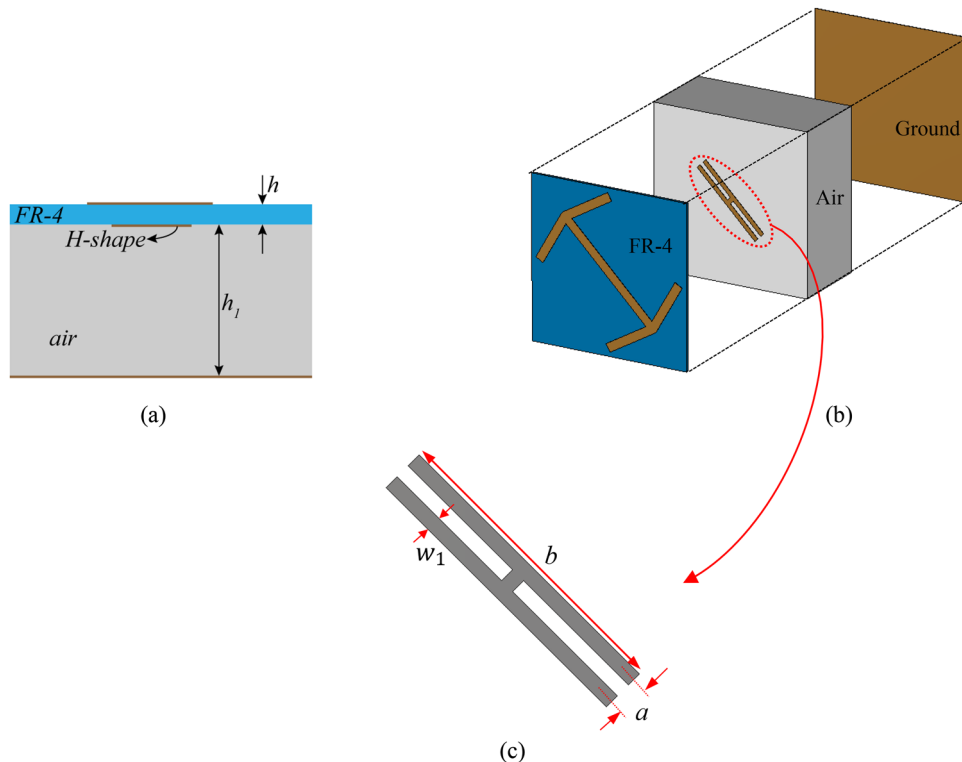 h
FR-4
H-shape
h₁
air
(a)
Ground
Air
FR-4
(b)
w₁
b
a
(c)